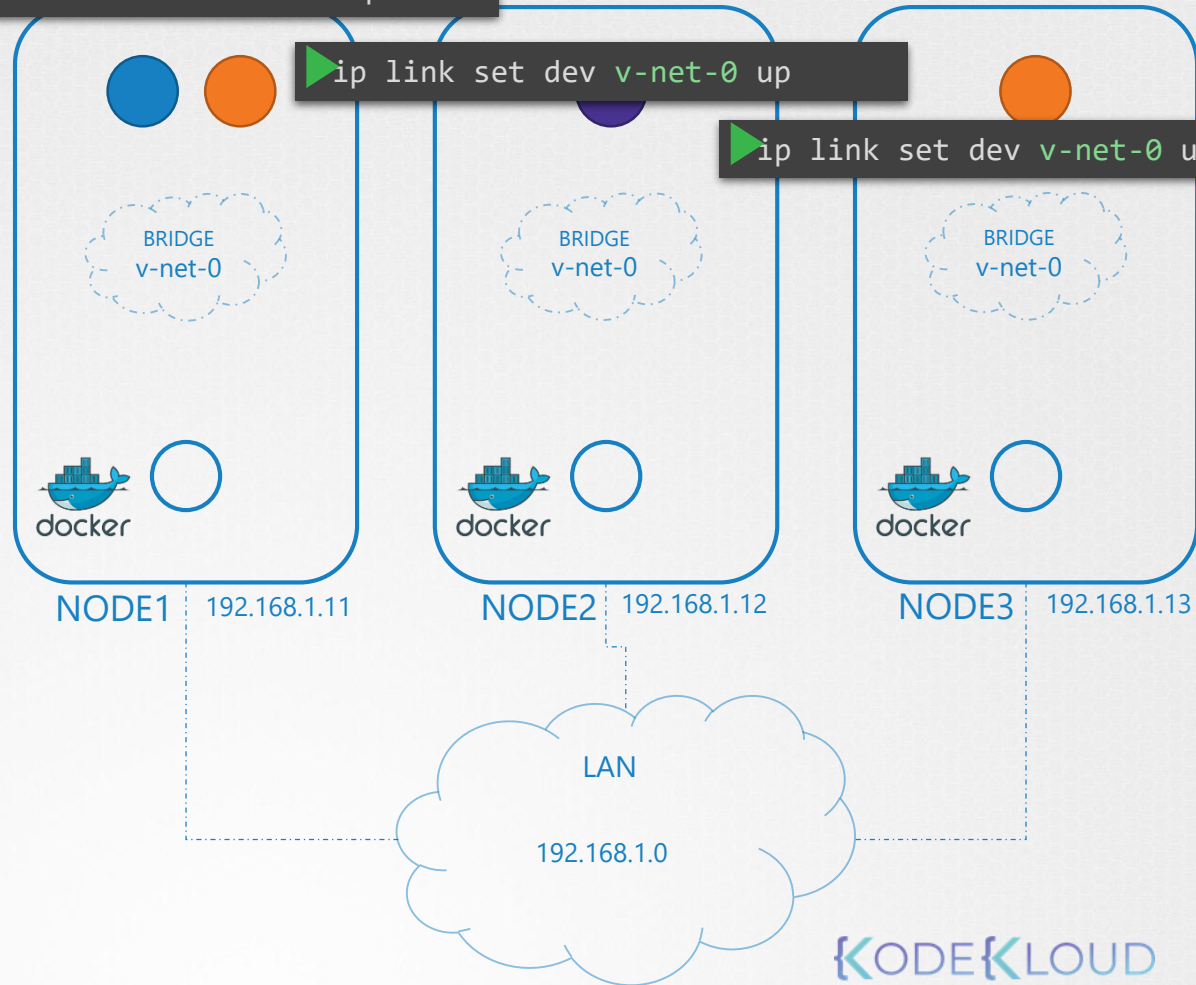 ip link set dev v-net-0 up
ip link set dev v-net-0
BRIDGE
v-net-0
BRIDGE
v-net-0
BRIDGE
v-net-0
docker
docker
docker
NODE1 192.168.1.11
NODE2 192.168.1.12
NODE3 192.168.1.13
LAN
192.168.1.0
KODEKLOUD